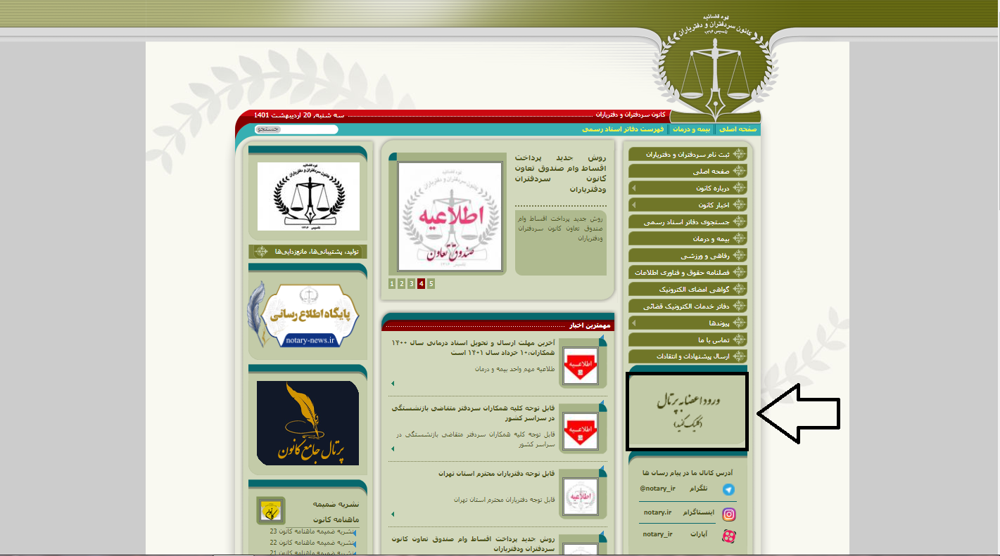 قوه قضائیه
کانون سردفتران و دفتریاران
تاسیس ۱۳۱۶
کانون سردفتران و دفتریاران
سه شنبه, 20 اردیبهشت 1401
صفحه اصلی
بیمه و درمان
فهرست دفاتر اسناد رسمی
جستجو
ثبت نام سردفتران و دفتریاران
صفحه اصلی
درباره کانون
اخبار کانون
جستجوی دفاتر اسناد رسمی
بیمه و درمان
رفاهی و ورزشی
فصلنامه حقوق و فناوری اطلاعات
گواهی امضای الکترونیک
دفاتر خدمات الکترونیک قضائی
پیوندها
تماس با ما
ارسال پیشنهادات و انتقادات
ورود اعضا به پرتال
(کلیک کنید)
آدرس کانال ما در پیام رسان ها
تلگرام @notary_ir
اینستاگرام notary.ir
آپارات notary_ir
روش جدید پرداخت
اقساط وام صندوق تعاون
کانون سردفتران
ودفتریاران
روش جدید پرداخت اقساط وام
صندوق تعاون کانون سردفتران
ودفتریاران
قوه قضائیه
کانون سردفتران و دفتریاران
اطلاعیه
صندوق تعاون
تاسیس ۱۳۱۶
1 2 3 4 5
مهمترین اخبار
آخرین مهلت ارسال و تحویل اسناد درمانی سال ۱۴۰۰
همکاران،۱۰ خرداد سال ۱۴۰۱ است
طلاعیه مهم واحد بیمه و درمان
اطلاعیه
قابل توجه کلیه همکاران سردفتر متقاضی بازنشستگی
در سراسر کشور
قابل توجه کلیه همکاران سردفتر متقاضی بازنشستگی در
سراسر کشور
اطلاعیه
قابل توجه دفتریاران محترم استان تهران
قابل توجه دفتریاران محترم استان تهران
اطلاعیه
روش جدید پرداخت اقساط وام صندوق تعاون کانون
سردفتران ودفتریاران
قوه قضائیه
کانون سردفتران و دفتریاران
تاسیس ۱۳۱۶
تولید، پشتیبانی‌ها، مانع‌زدایی‌ها
پایگاه اطلاع رسانی
notary-news.ir
پرتال جامع کانون
نشریه ضمیمه
ماهنامه کانون
کانون
نشریه ضمیمه ماهنامه کانون 23
نشریه ضمیمه ماهنامه کانون 22
نشریه ضمیمه ماهنامه کانون 21